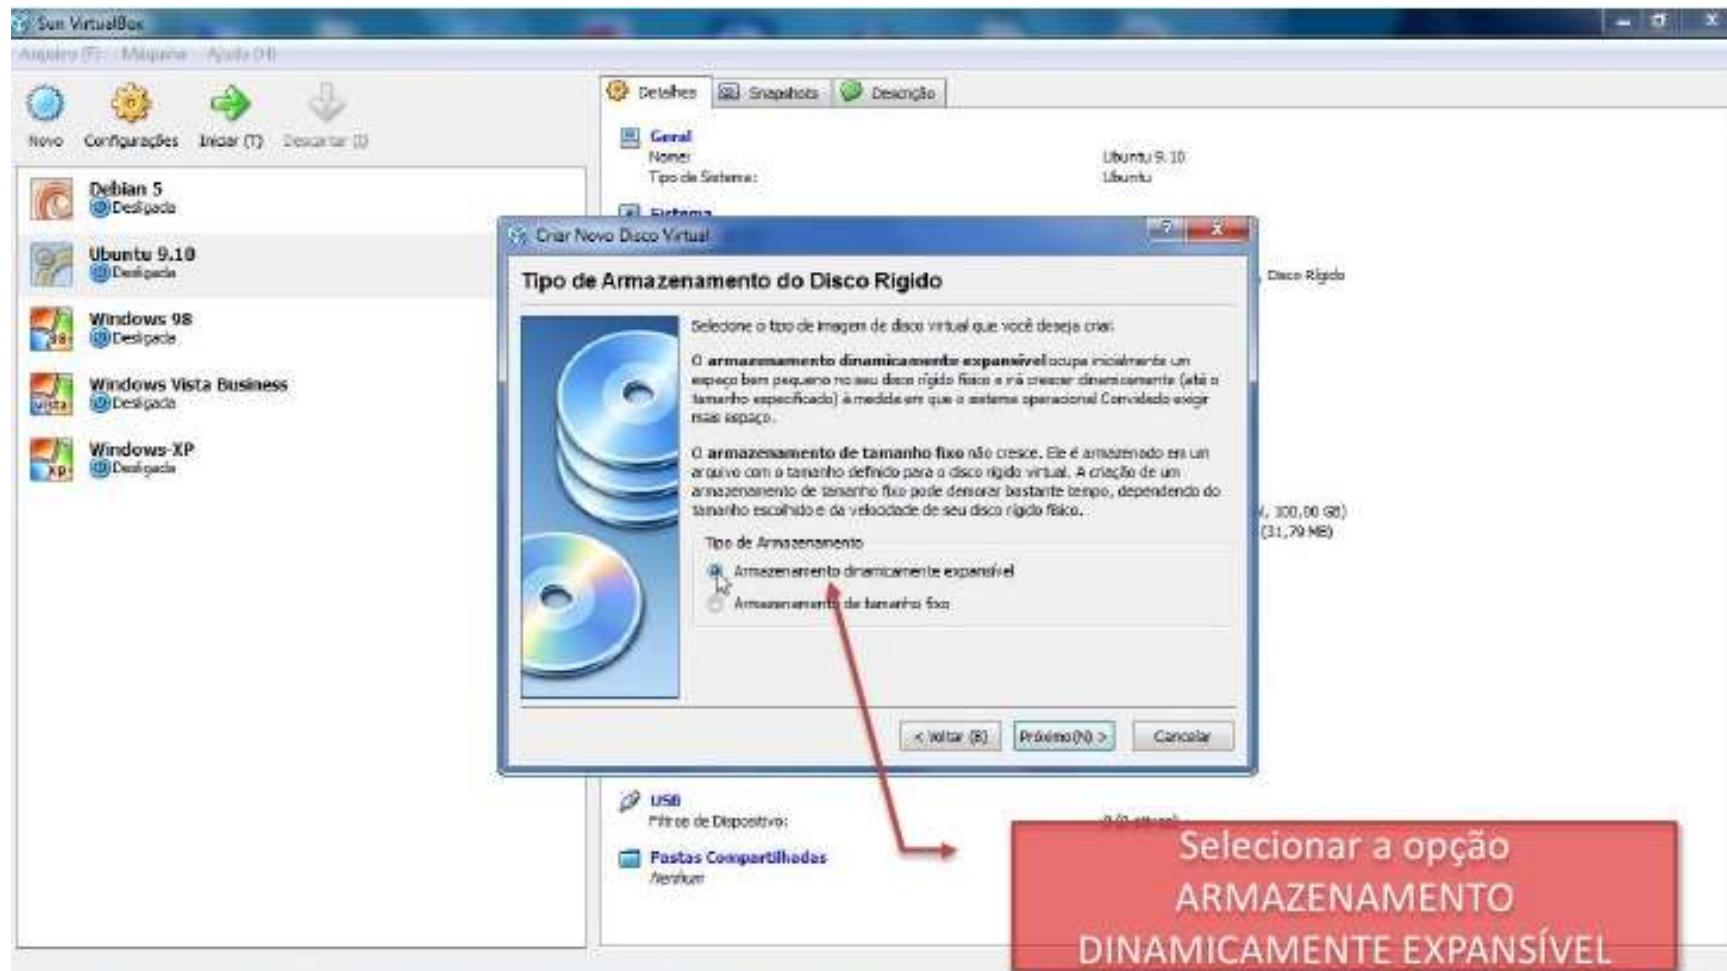 Sun VirtualBox
Arquivo (F) Máquina Ajuda (H)
Novo Configurações Iniciar (T) Descartar (D)
Debian 5
Desligada
Ubuntu 9.10
Desligada
Windows 98
Desligada
Windows Vista Business
Desligada
Windows-XP
Desligada
Detalhes Snapshots Descrição
Geral
Nome: Ubuntu 9.10
Tipo de Sistema: Ubuntu
Sistema
, Disco Rígido
, 100,00 GB)
(31,79 MB)
Criar Novo Disco Virtual
Tipo de Armazenamento do Disco Rígido
Selecione o tipo de imagem de disco virtual que você deseja criar.
O armazenamento dinamicamente expansível ocupa inicialmente um
espaço bem pequeno no seu disco rígido físico e irá crescer dinamicamente (até o
tamanho especificado) à medida em que o sistema operacional Convidado exigir
mais espaço.
O armazenamento de tamanho fixo não cresce. Ele é armazenado em um
arquivo com o tamanho definido para o disco rígido virtual. A criação de um
armazenamento de tamanho fixo pode demorar bastante tempo, dependendo do
tamanho escolhido e da velocidade de seu disco rígido físico.
Tipo de Armazenamento
Armazenamento dinamicamente expansível
Armazenamento de tamanho fixo
< Voltar (B) Próximo(N) > Cancelar
USB
Filtros de Dispositivo:
Pastas Compartilhadas
Nenhum
Selecionar a opção
ARMAZENAMENTO
DINAMICAMENTE EXPANSÍVEL